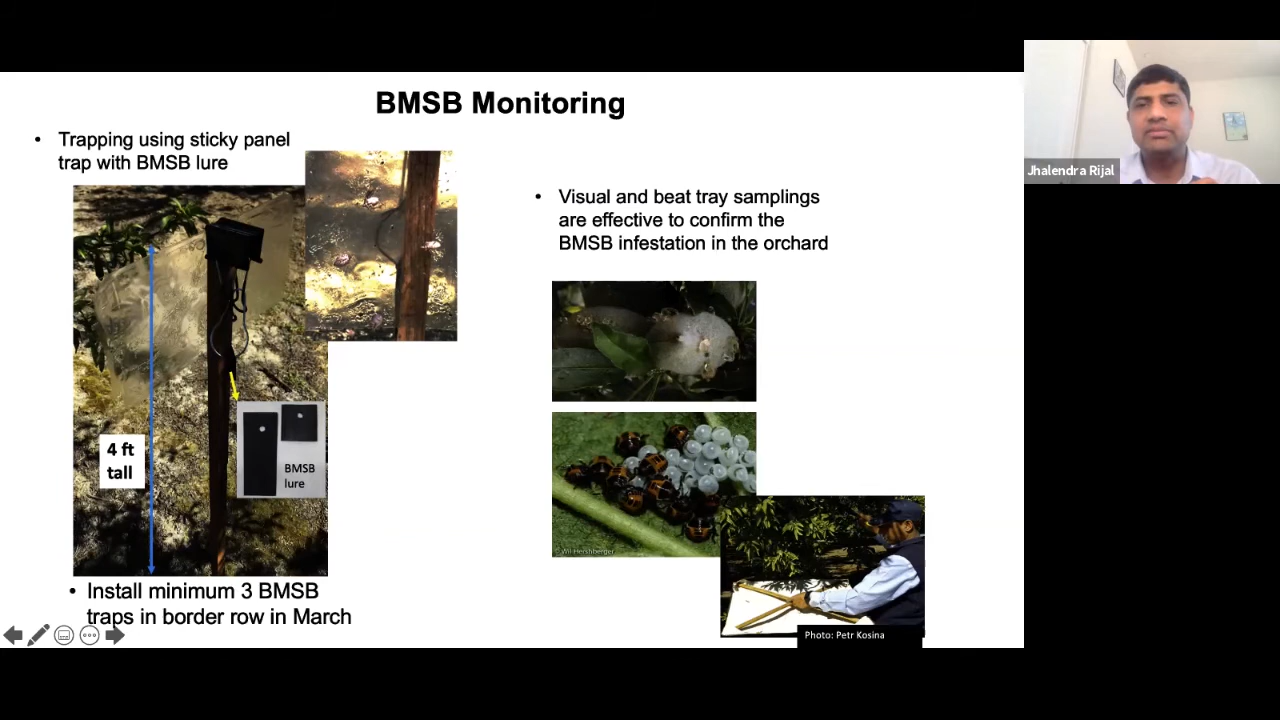 BMSB Monitoring
• Trapping using sticky panel
trap with BMSB lure
4 ft
tall
BMSB
lure
• Install minimum 3 BMSB
traps in border row in March
• Visual and beat tray samplings
are effective to confirm the
BMSB infestation in the orchard
© Wil Hershberger
Photo: Petr Kosina
Jhalendra Rijal